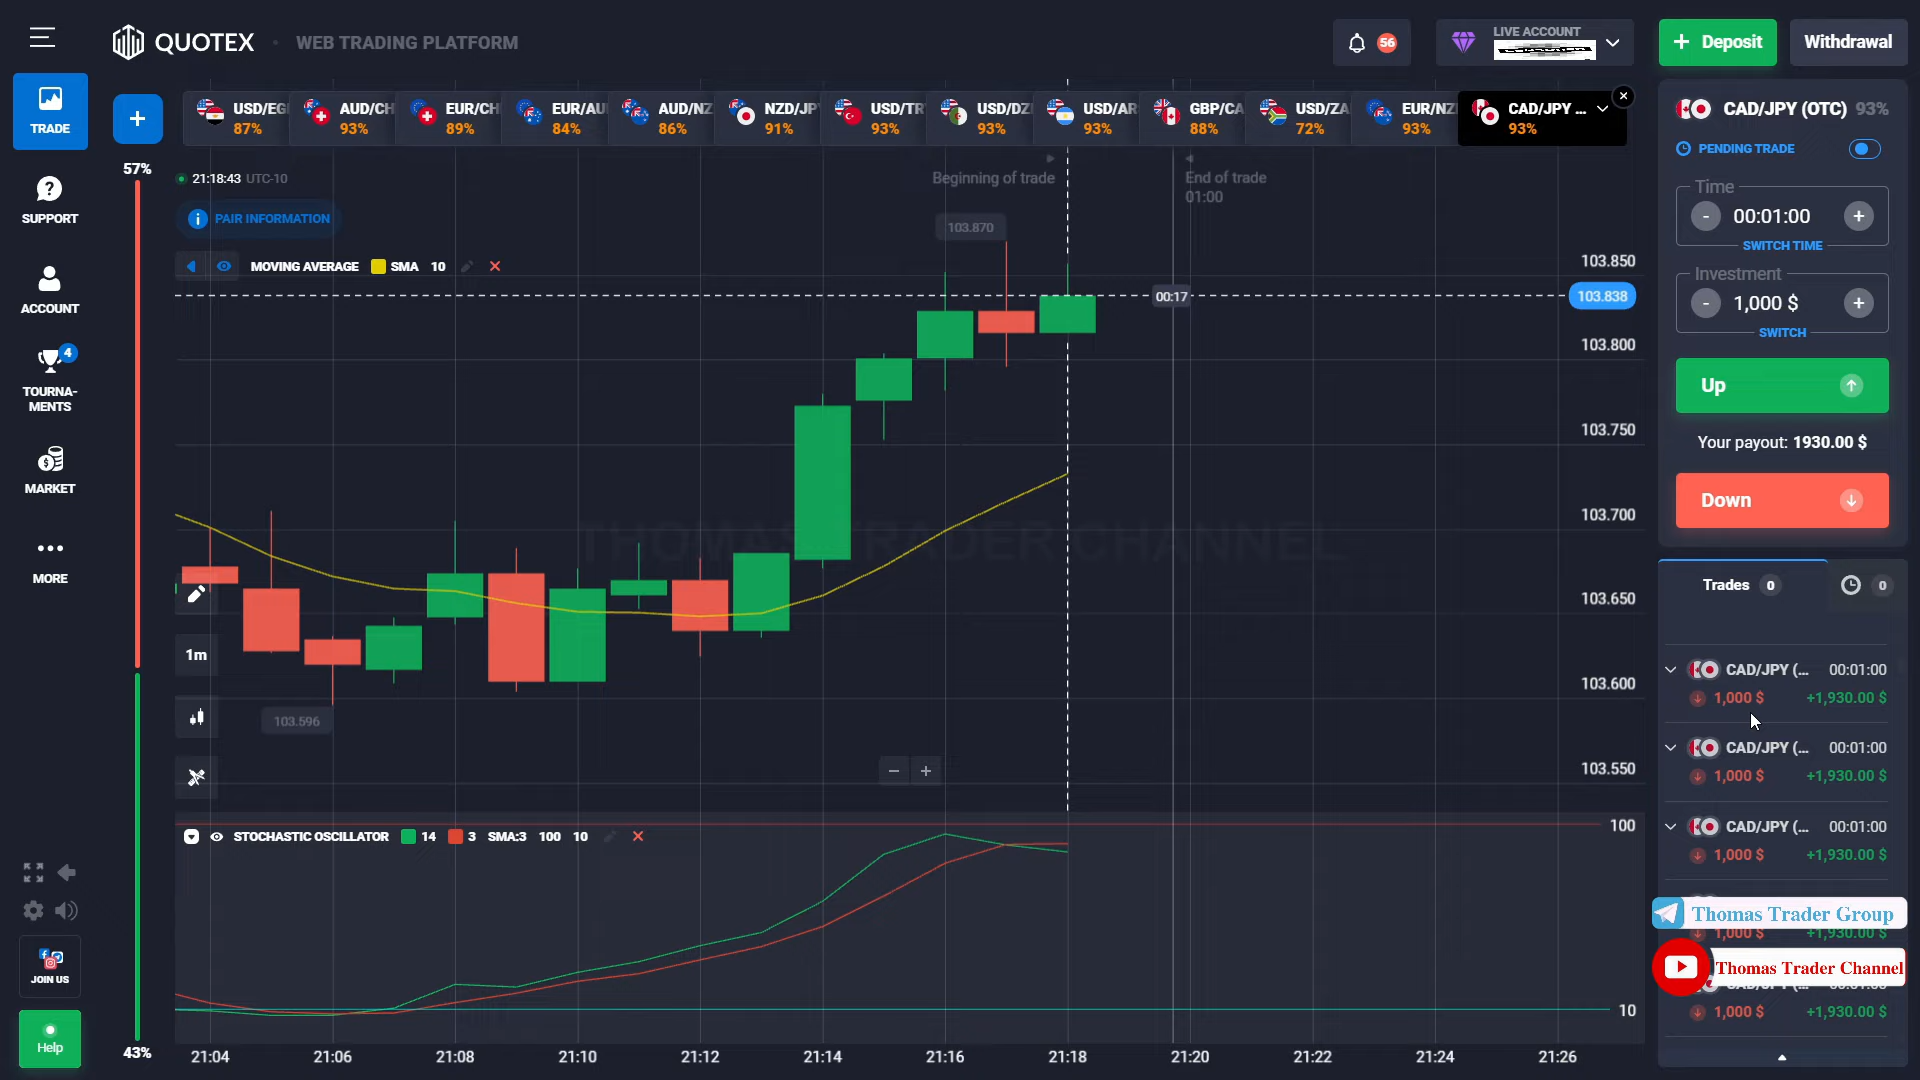 QUOTEX
WEB TRADING PLATFORM
56
LIVE ACCOUNT
+ Deposit
Withdrawal
TRADE
SUPPORT
ACCOUNT
4
TOURNA-
MENTS
MARKET
MORE
JOIN US
Help
+
USD/EG
87%
AUD/CH
93%
EUR/CH
89%
EUR/AU
84%
AUD/NZ
86%
NZD/JP
91%
USD/TR
93%
USD/DZ
93%
USD/AR
93%
GBP/CA
88%
USD/ZA
72%
EUR/NZ
93%
CAD/JPY ...
93%
57%
43%
21:18:43 UTC-10
PAIR INFORMATION
MOVING AVERAGE SMA 10
Beginning of trade
End of trade
01:00
103.870
103.596
00:17
THOMAS TRADER CHANNEL
1m
103.850
103.838
103.800
103.750
103.700
103.650
103.600
103.550
STOCHASTIC OSCILLATOR 14 3 SMA:3 100 10
100
10
21:04 21:06 21:08 21:10 21:12 21:14 21:16 21:18 21:20 21:22 21:24 21:26
CAD/JPY (OTC) 93%
PENDING TRADE
Time
- 00:01:00 +
SWITCH TIME
Investment
- 1,000 $ +
SWITCH
Up
Your payout: 1930.00 $
Down
Trades 0
0
CAD/JPY (... 00:01:00
1,000 $ +1,930.00 $
CAD/JPY (... 00:01:00
1,000 $ +1,930.00 $
CAD/JPY (... 00:01:00
1,000 $ +1,930.00 $
Thomas Trader Group
1,000 $ +1,930.00 $
Thomas Trader Channel
1,000 $ +1,930.00 $